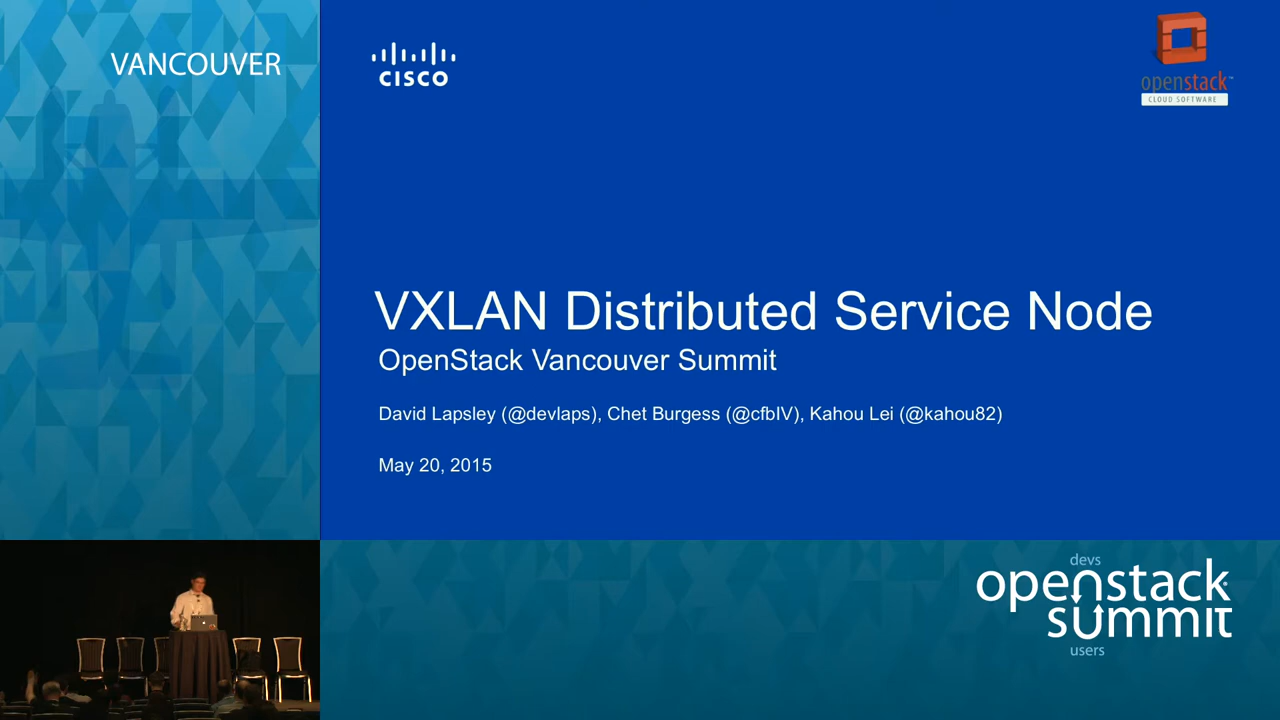 VANCOUVER
CISCO
openstack™
CLOUD SOFTWARE
VXLAN Distributed Service Node
OpenStack Vancouver Summit
David Lapsley (@devlaps), Chet Burgess (@cfbIV), Kahou Lei (@kahou82)
May 20, 2015
devs
openstack
summit
users